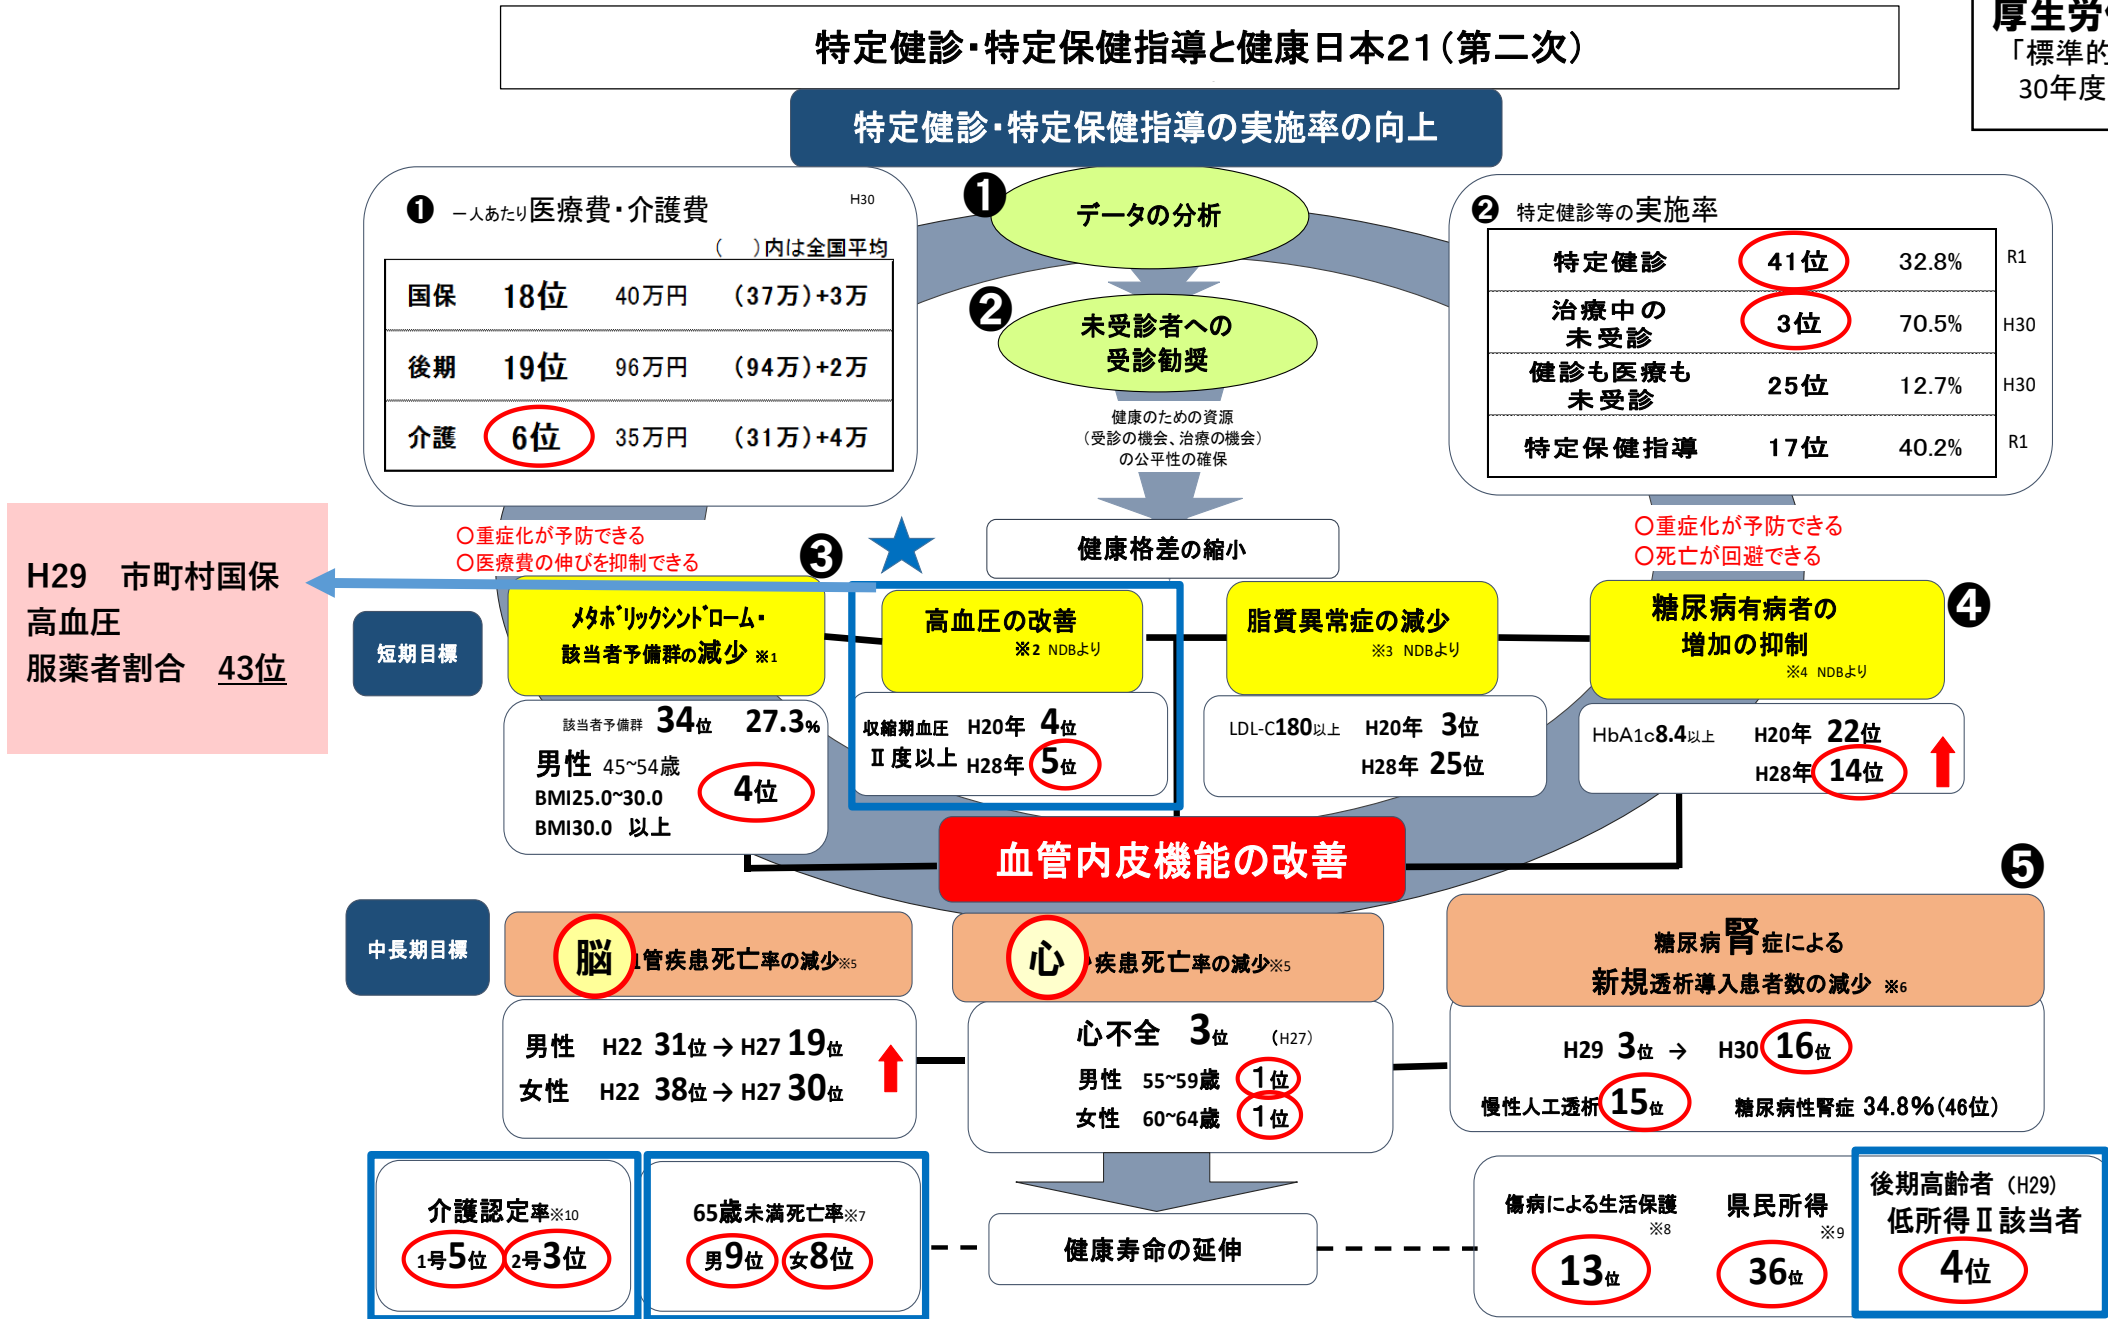 特定健診・特定保健指導と健康日本21(第二次)
厚生労
「標準的
30年度
特定健診・特定保健指導の実施率の向上
❶ 一人あたり医療費・介護費 H30
( )内は全国平均
国保 18位 40万円 (37万)+3万
後期 19位 96万円 (94万)+2万
介護 6位 35万円 (31万)+4万
❶
データの分析
❷
未受診者への
受診勧奨
健康のための資源
(受診の機会、治療の機会)
の公平性の確保
健康格差の縮小
❷ 特定健診等の実施率
特定健診 41位 32.8% R1
治療中の
未受診 3位 70.5% H30
健診も医療も
未受診 25位 12.7% H30
特定保健指導 17位 40.2% R1
H29 市町村国保
高血圧
服薬者割合 43位
○重症化が予防できる
○医療費の伸びを抑制できる
○重症化が予防できる
○死亡が回避できる
短期目標
❸
メタボリックシンドローム・
該当者予備群の減少 ※1
該当者予備群 34位 27.3%
男性 45~54歳
BMI25.0~30.0
BMI30.0 以上
4位
高血圧の改善
※2 NDBより
収縮期血圧 H20年 4位
Ⅱ度以上 H28年 5位
脂質異常症の減少
※3 NDBより
LDL-C180以上 H20年 3位
H28年 25位
❹
糖尿病有病者の
増加の抑制
※4 NDBより
HbA1c8.4以上 H20年 22位
H28年 14位
血管内皮機能の改善
❺
中長期目標
脳 管疾患死亡率の減少※5
男性 H22 31位→H27 19位
女性 H22 38位→H27 30位
心 疾患死亡率の減少※5
心不全 3位 (H27)
男性 55~59歳 1位
女性 60~64歳 1位
糖尿病腎症による
新規透析導入患者数の減少 ※6
H29 3位 → H30 16位
慢性人工透析 15位 糖尿病性腎症 34.8%(46位)
介護認定率※10
1号5位 2号3位
65歳未満死亡率※7
男9位 女8位
健康寿命の延伸
傷病による生活保護
※8
13位
県民所得
※9
36位
後期高齢者(H29)
低所得Ⅱ該当者
4位